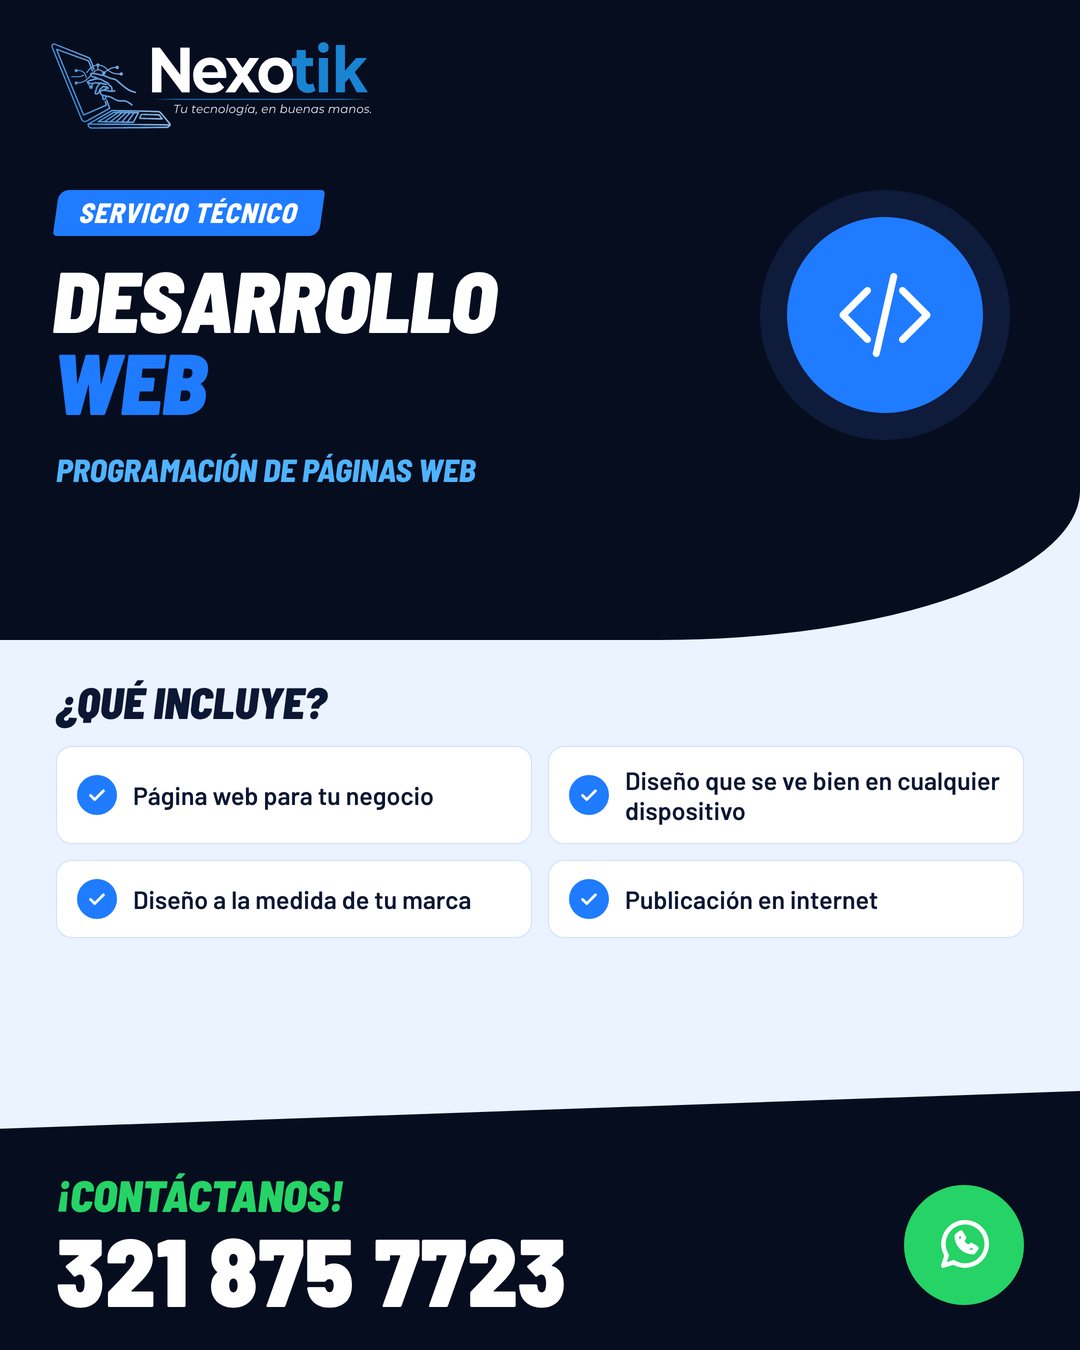 Nexotik
Tu tecnología, en buenas manos.
SERVICIO TÉCNICO
DESARROLLO
WEB
PROGRAMACIÓN DE PÁGINAS WEB
¿QUÉ INCLUYE?
Página web para tu negocio
Diseño que se ve bien en cualquier
dispositivo
Diseño a la medida de tu marca
Publicación en internet
¡CONTÁCTANOS!
321 875 7723